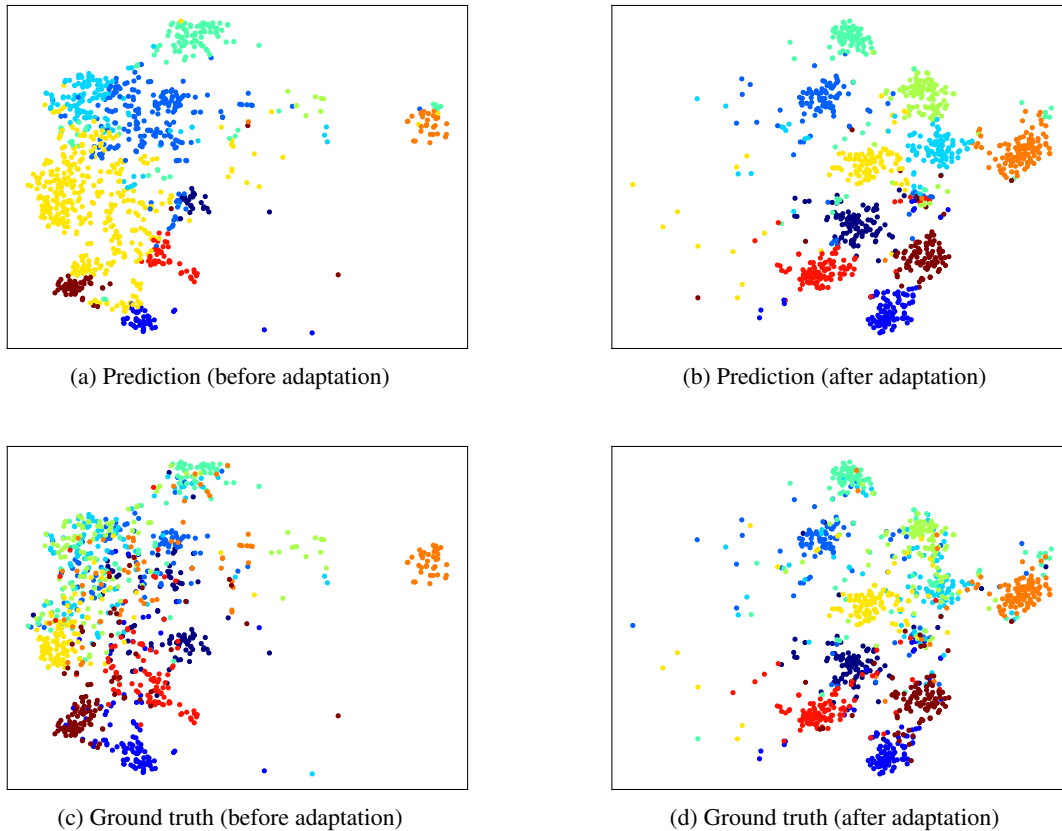 (a) Prediction (before adaptation)
(b) Prediction (after adaptation)
(c) Ground truth (before adaptation)
(d) Ground truth (after adaptation)